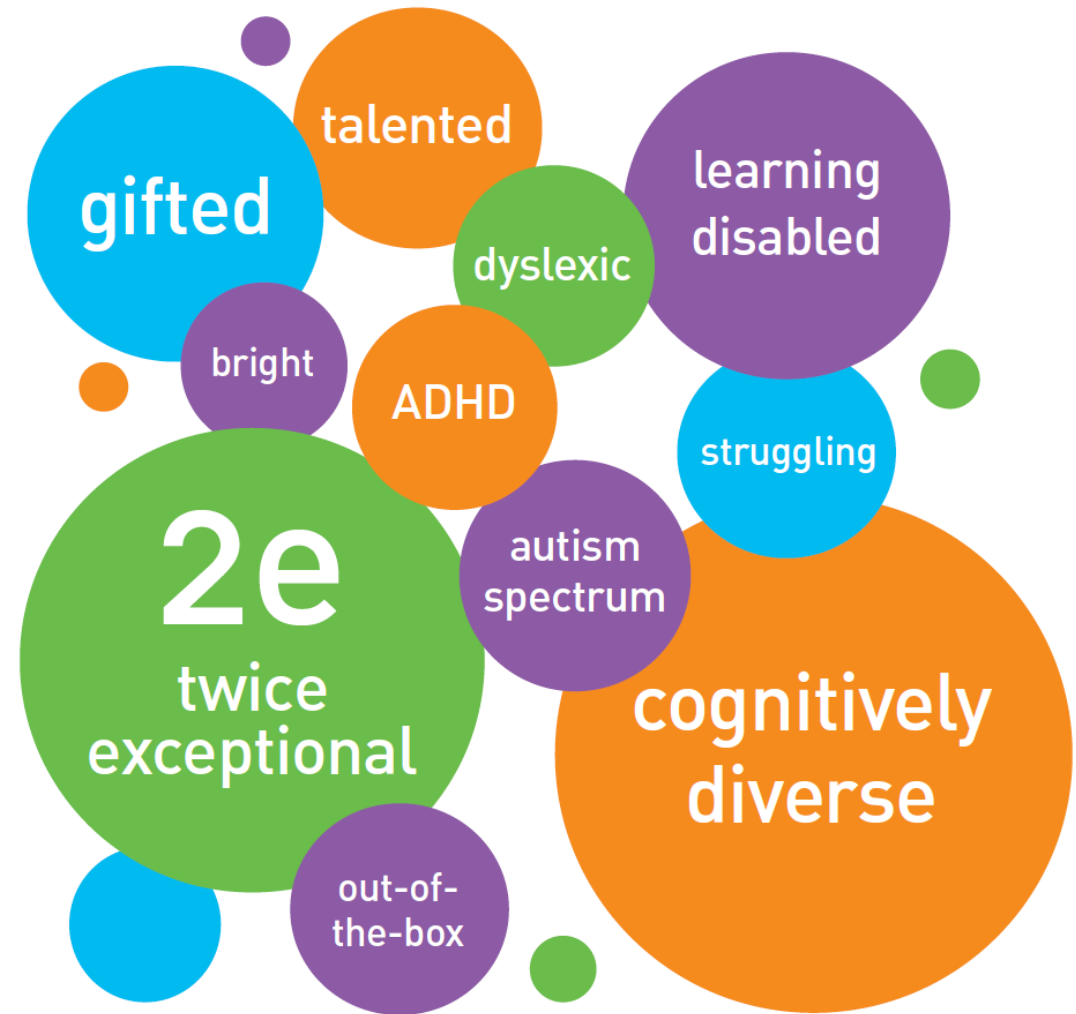 talented
gifted
learning
disabled
dyslexic
bright
ADHD
struggling
2e
twice
exceptional
autism
spectrum
cognitively
diverse
out-of-
the-box